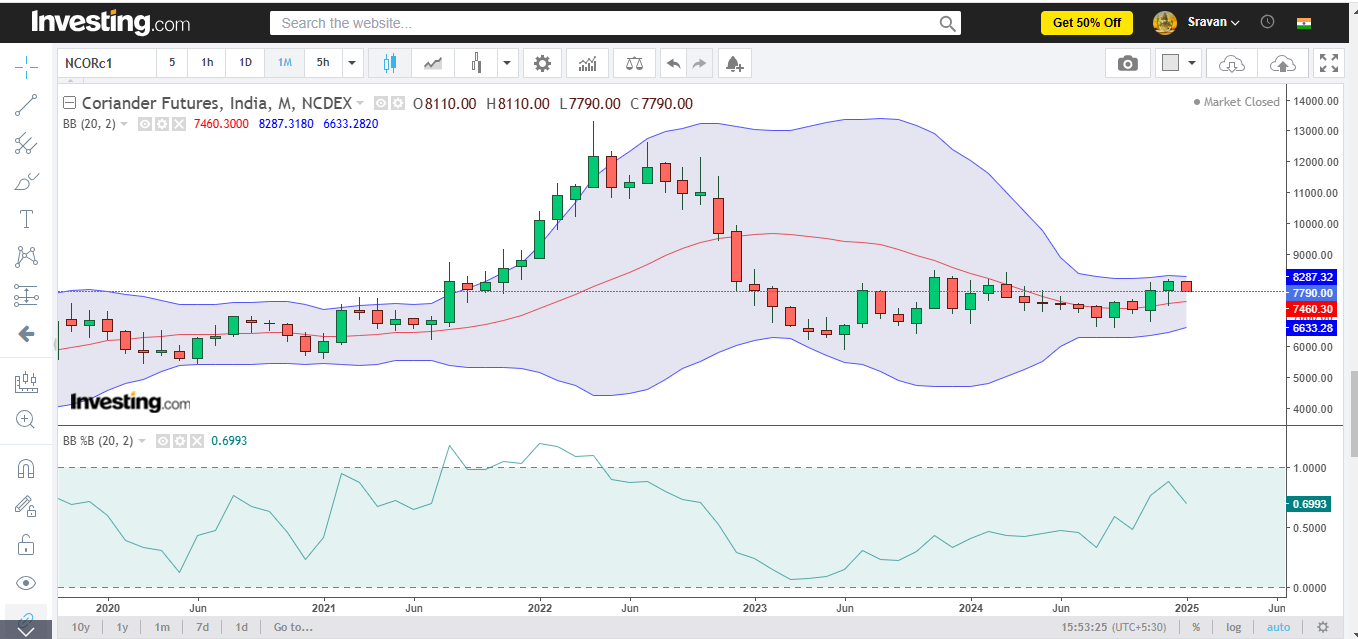 Investing.com Search the website... Get 50% Off Sravan
NCORc1 5 1h 1D 1M 5h
Coriander Futures, India, M, NCDEX O8110.00 H8110.00 L7790.00 C7790.00
Market Closed
BB (20, 2) 7460.3000 8287.3180 6633.2820
14000.00
13000.00
12000.00
11000.00
10000.00
9000.00
8287.32
7790.00
7460.30
6633.28
6000.00
5000.00
4000.00
Investing.com
BB %B (20, 2) 0.6993
1.0000
0.6993
0.5000
0.0000
2020 Jun 2021 Jun 2022 Jun 2023 Jun 2024 Jun 2025 Jun
10y 1y 1m 7d 1d Go to... 15:53:25 (UTC+5:30) % log auto